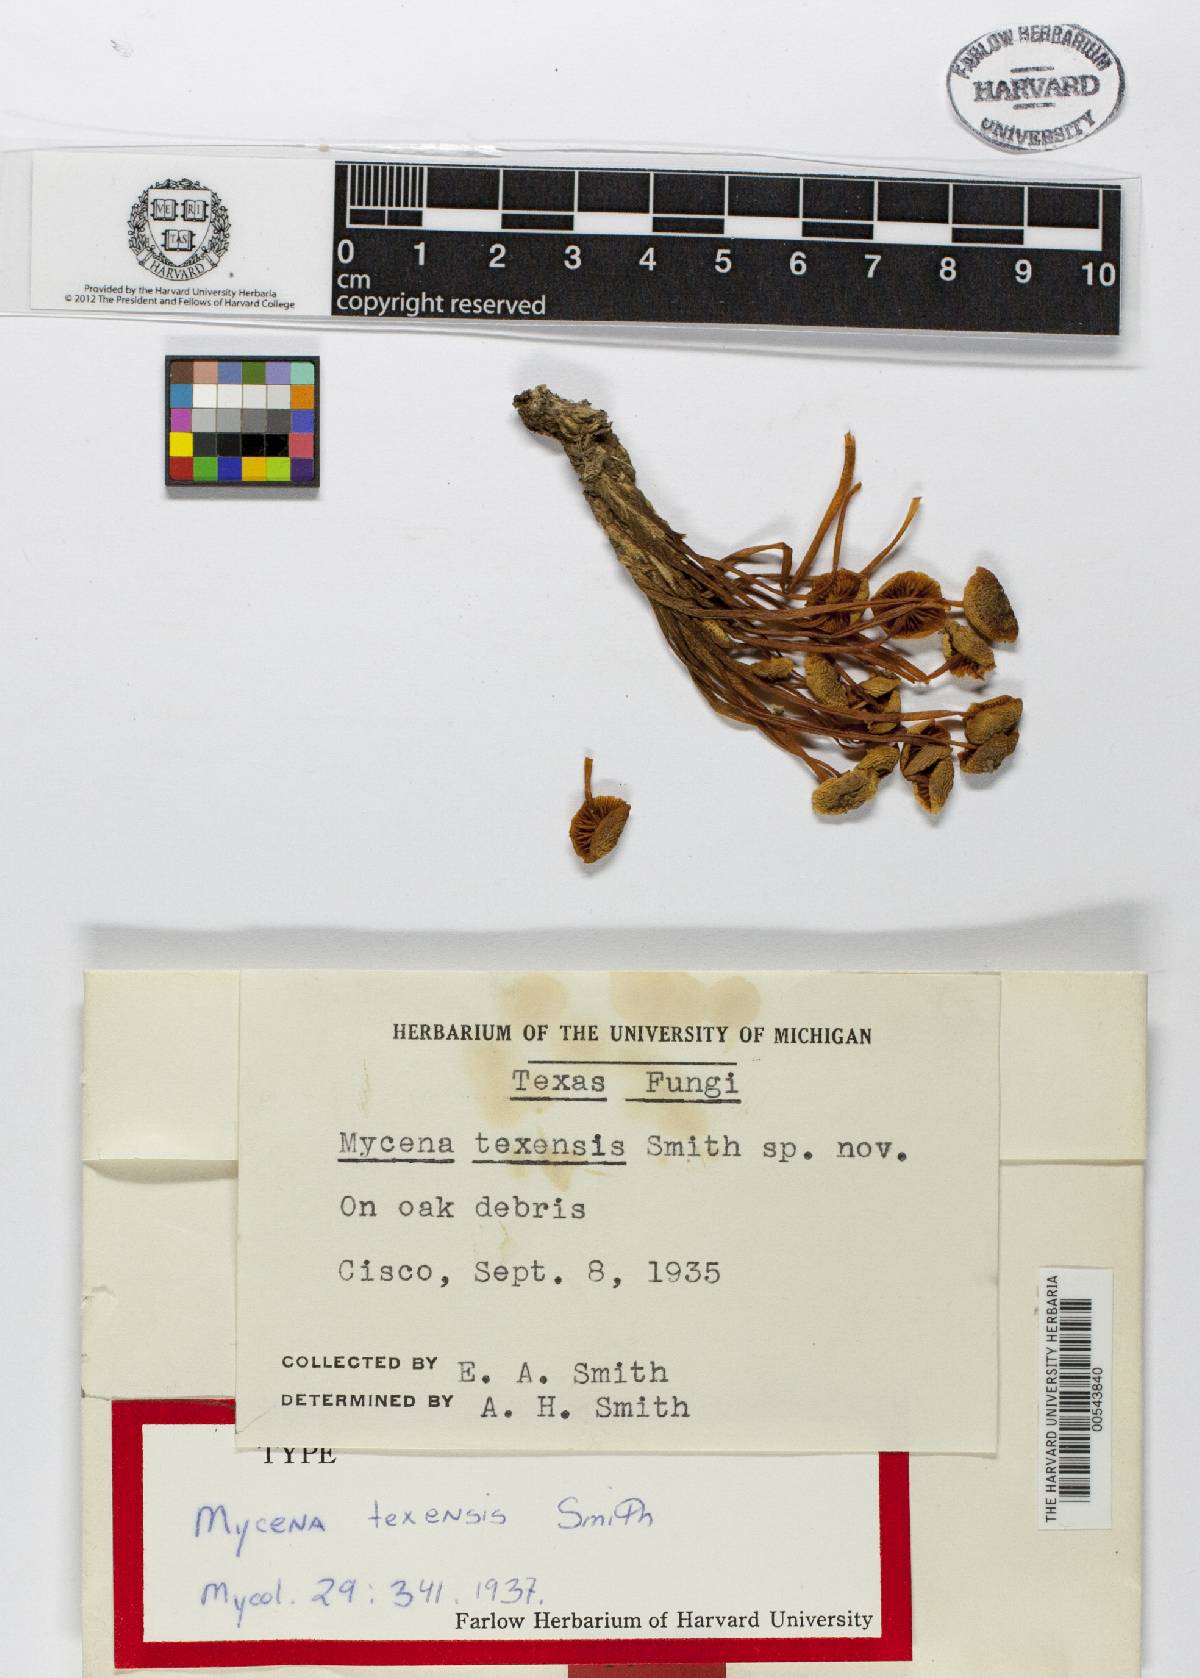 FARLOW HERBARIUM
HARVARD
UNIVERSITY
VE RI
TAS
HARVARD
Provided by the Harvard University Herbaria
© 2012 The President and Fellows of Harvard College
0 1 2 3 4 5 6 7 8 9 10
cm
copyright reserved
HERBARIUM OF THE UNIVERSITY OF MICHIGAN
Texas Fungi
Mycena texensis Smith sp. nov.
On oak debris
Cisco, Sept. 8, 1935
COLLECTED BY E. A. Smith
DETERMINED BY A. H. Smith
THE HARVARD UNIVERSITY HERBARIA
00543840
TYPE
Mycena texensis Smith
Mycol. 29: 341. 1937.
Farlow Herbarium of Harvard University